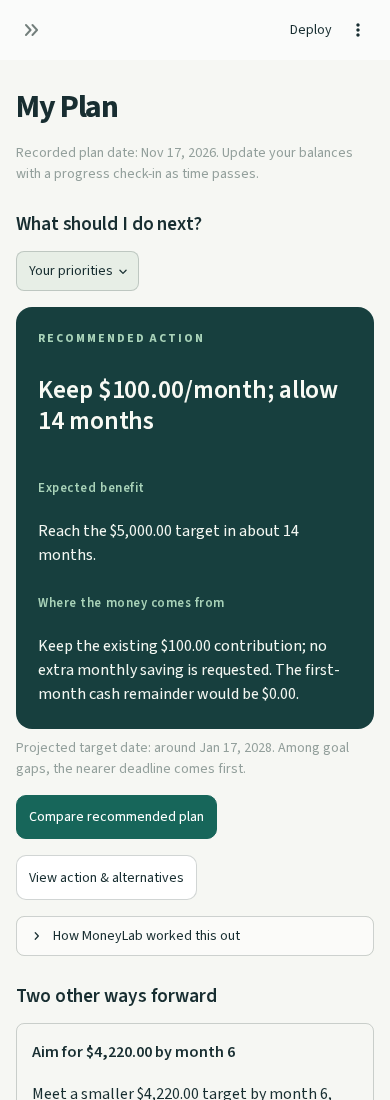 Deploy
My Plan
Recorded plan date: Nov 17, 2026. Update your balances
with a progress check-in as time passes.
What should I do next?
Your priorities
RECOMMENDED ACTION
Keep $100.00/month; allow
14 months
Expected benefit
Reach the $5,000.00 target in about 14
months.
Where the money comes from
Keep the existing $100.00 contribution; no
extra monthly saving is requested. The first-
month cash remainder would be $0.00.
Projected target date: around Jan 17, 2028. Among goal
gaps, the nearer deadline comes first.
Compare recommended plan
View action & alternatives
How MoneyLab worked this out
Two other ways forward
Aim for $4,220.00 by month 6
Meet a smaller $4,220.00 target by month 6,